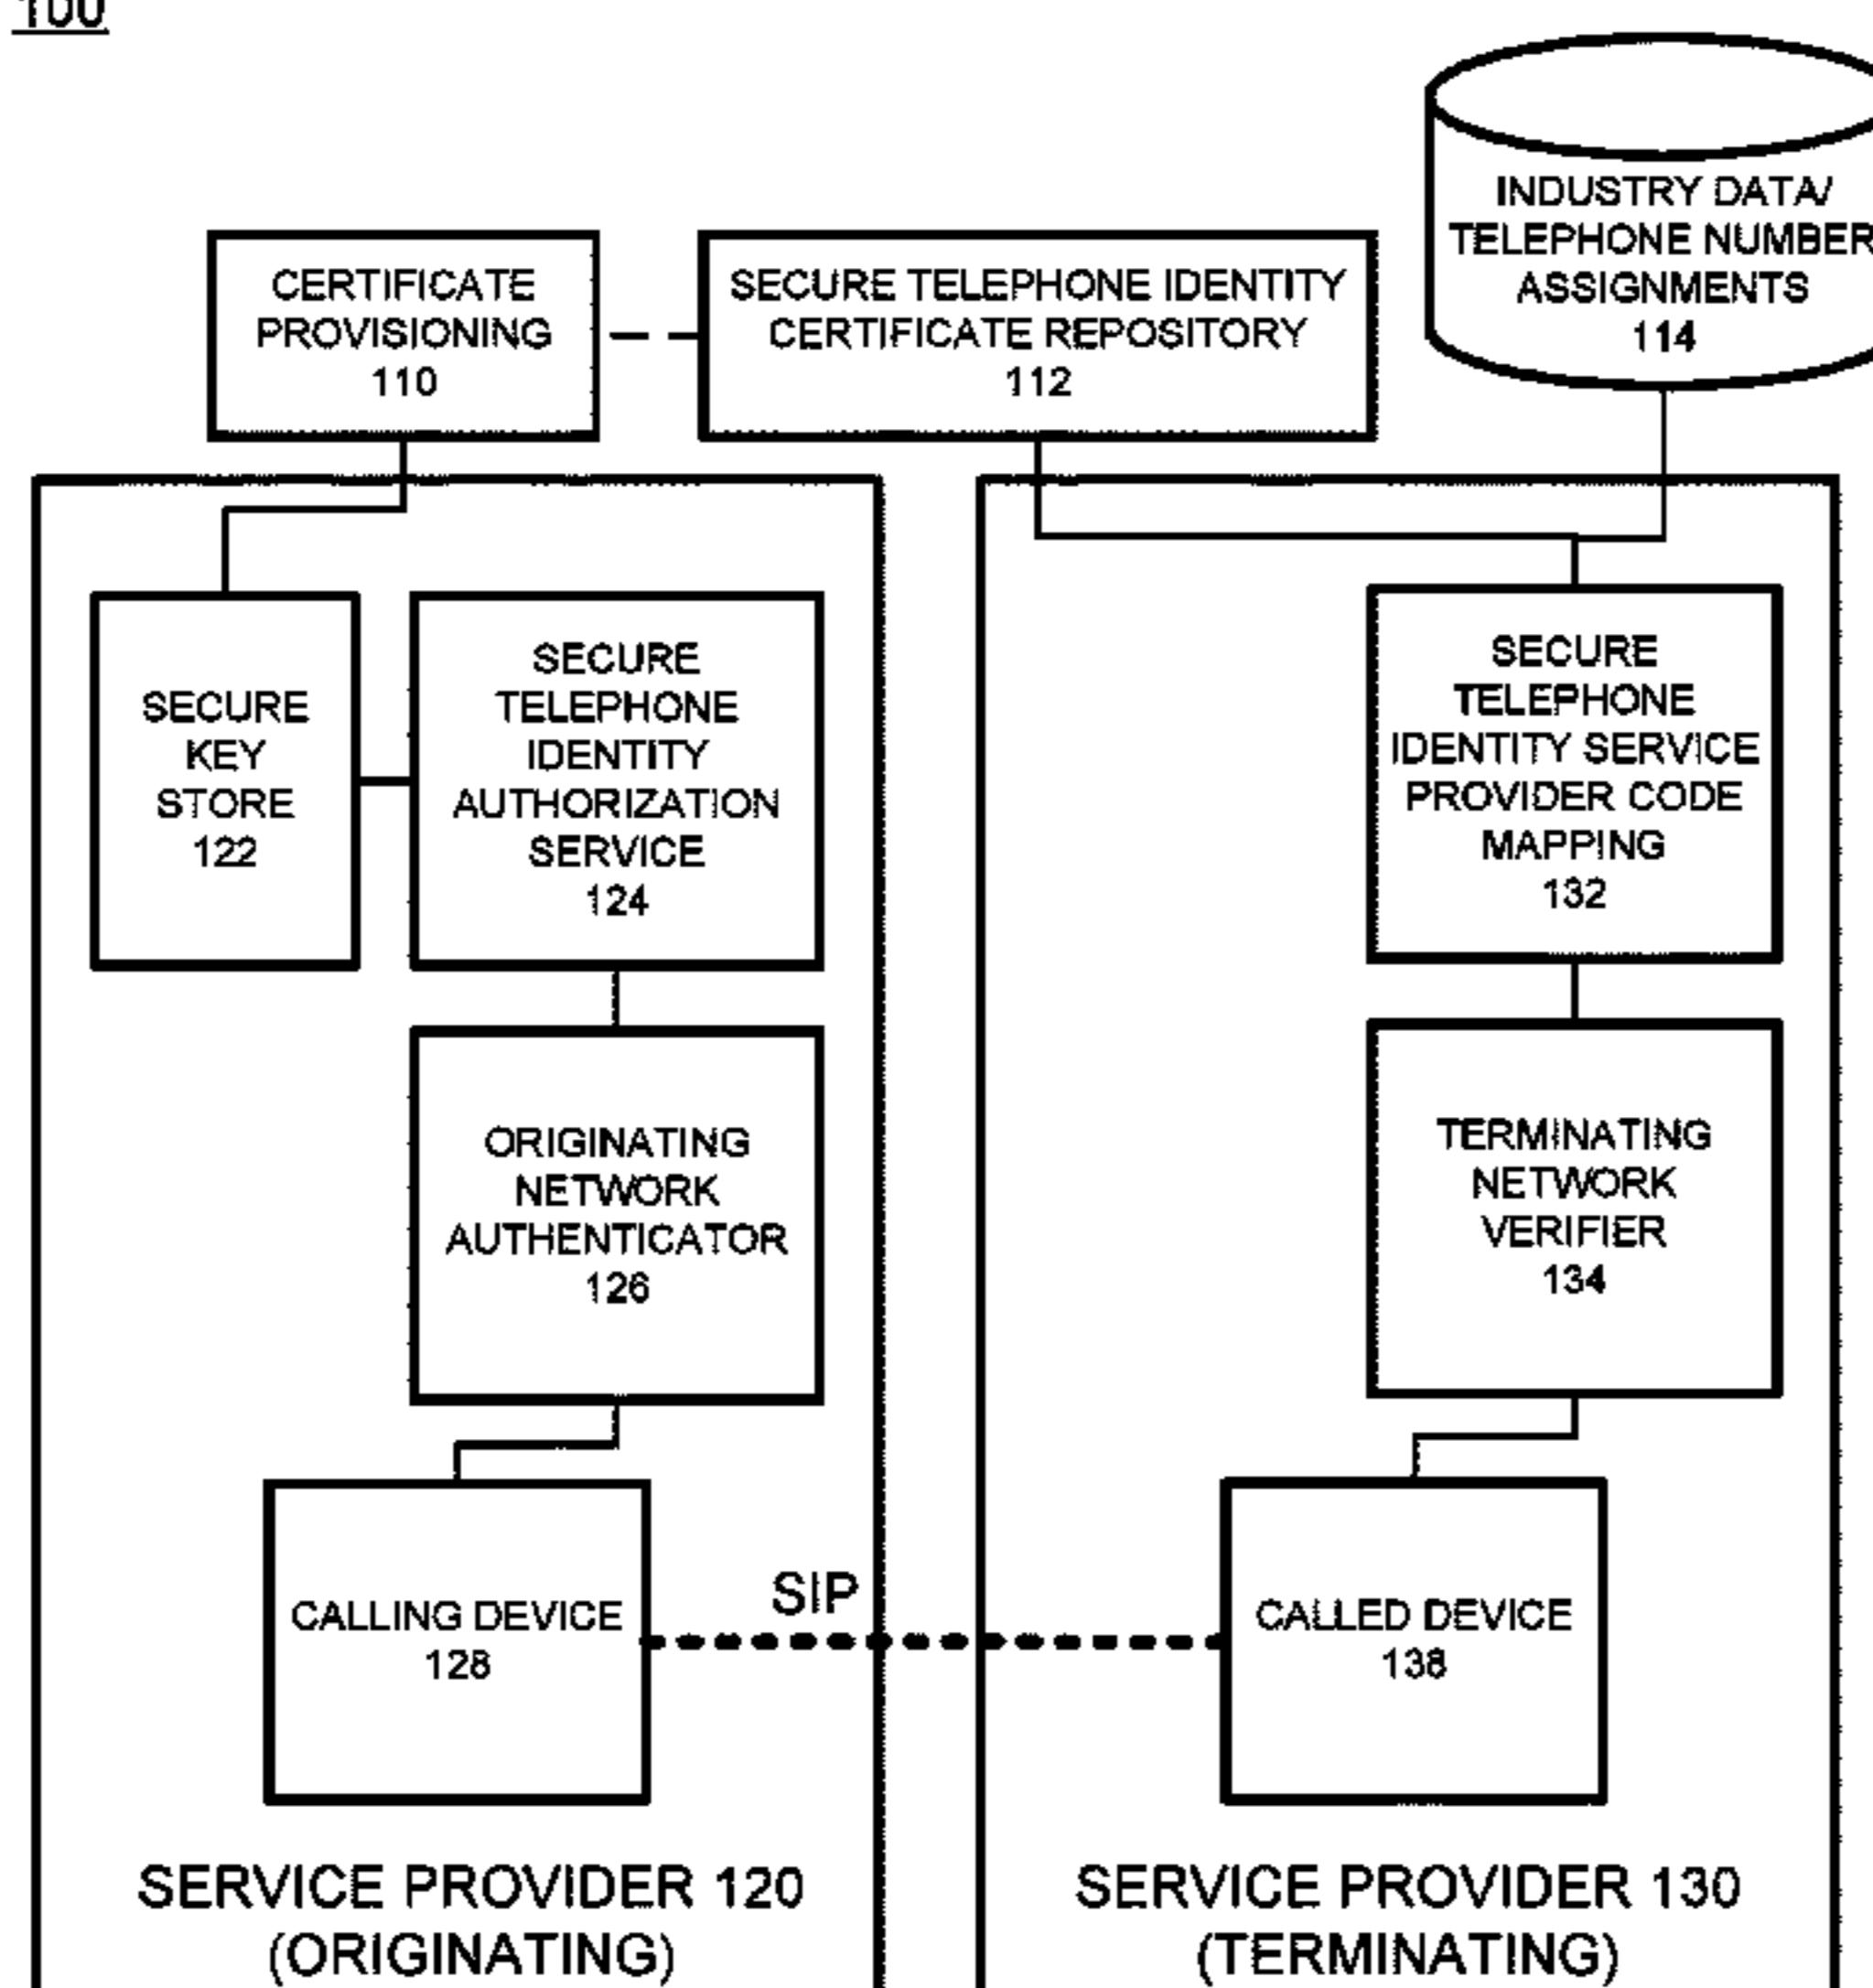 100
INDUSTRY DATA/
TELEPHONE NUMBER
ASSIGNMENTS
114
CERTIFICATE
PROVISIONING
110
SECURE TELEPHONE IDENTITY
CERTIFICATE REPOSITORY
112
SECURE
KEY
STORE
122
SECURE
TELEPHONE
IDENTITY
AUTHORIZATION
SERVICE
124
SECURE
TELEPHONE
IDENTITY SERVICE
PROVIDER CODE
MAPPING
132
ORIGINATING
NETWORK
AUTHENTICATOR
126
TERMINATING
NETWORK
VERIFIER
134
CALLING DEVICE
128
SIP
CALLED DEVICE
138
SERVICE PROVIDER 120
(ORIGINATING)
SERVICE PROVIDER 130
(TERMINATING)